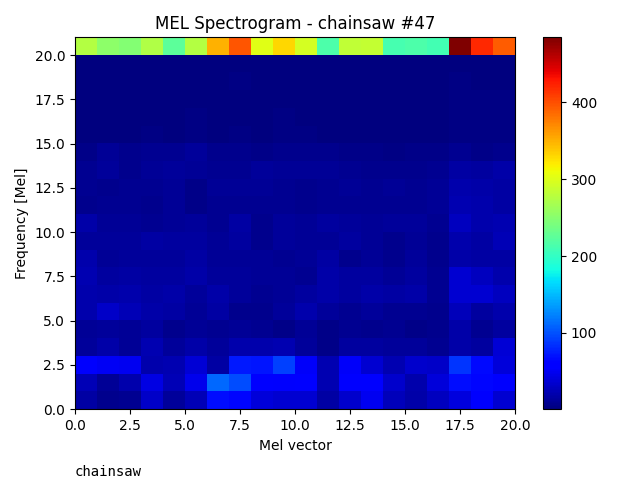 MEL Spectrogram - chainsaw #47
Frequency [Mel]
20.0
17.5
15.0
12.5
10.0
7.5
5.0
2.5
0.0
0.0 2.5 5.0 7.5 10.0 12.5 15.0 17.5 20.0
Mel vector
400
300
200
100
chainsaw